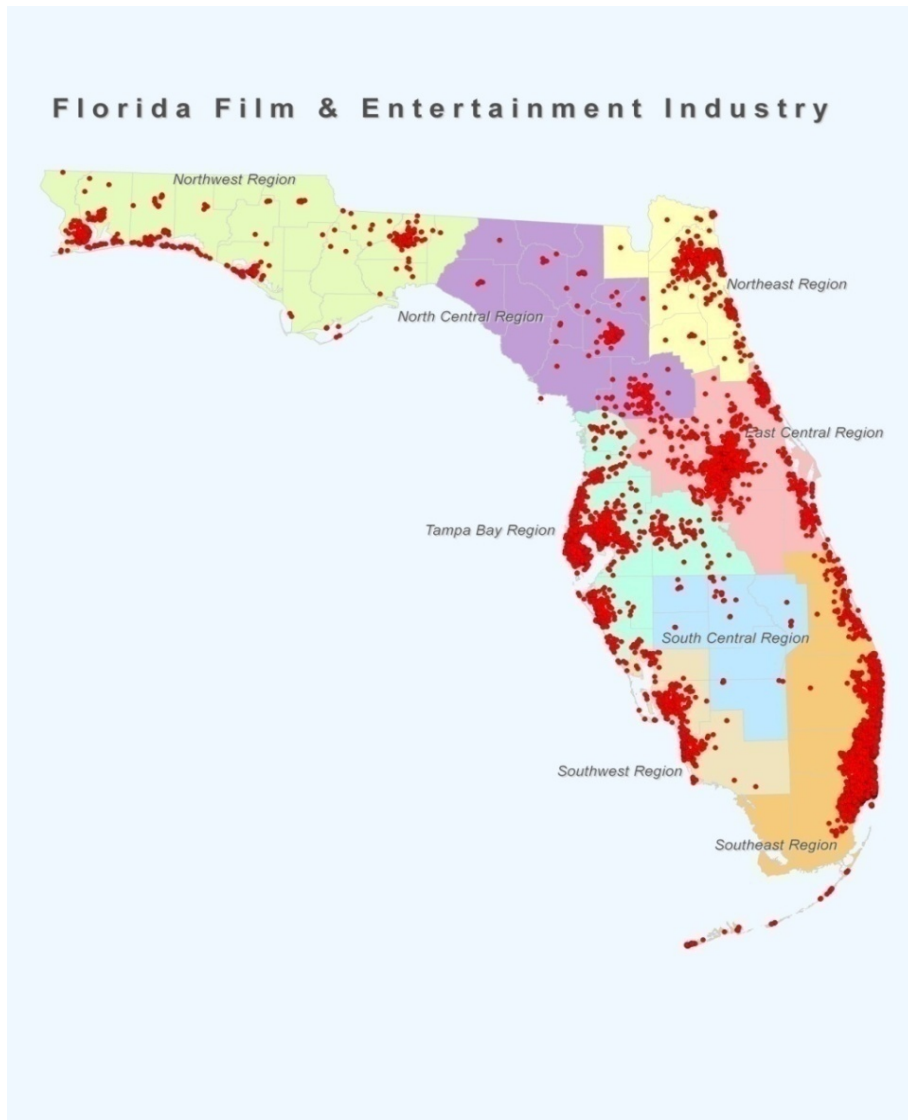 Florida Film & Entertainment Industry
Northwest Region
Northeast Region
North Central Region
East Central Region
Tampa Bay Region
South Central Region
Southwest Region
Southeast Region